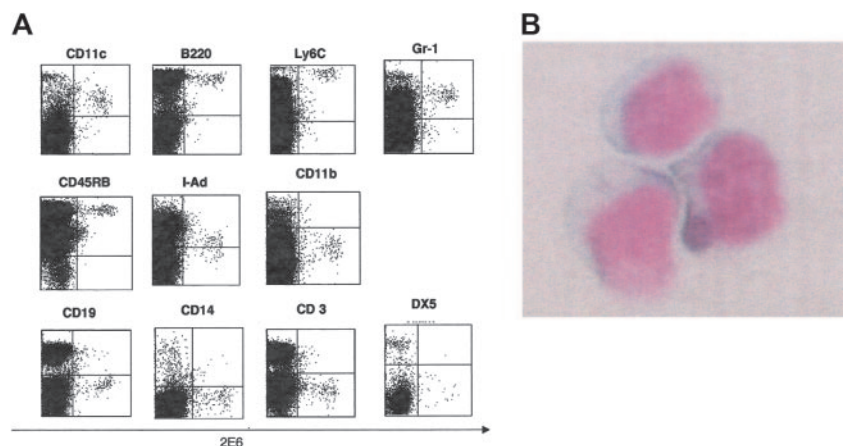 A
B
CD11c B220 Ly6C Gr-1
CD45RB I-Ad CD11b
CD19 CD14 CD 3 DX5
2E6